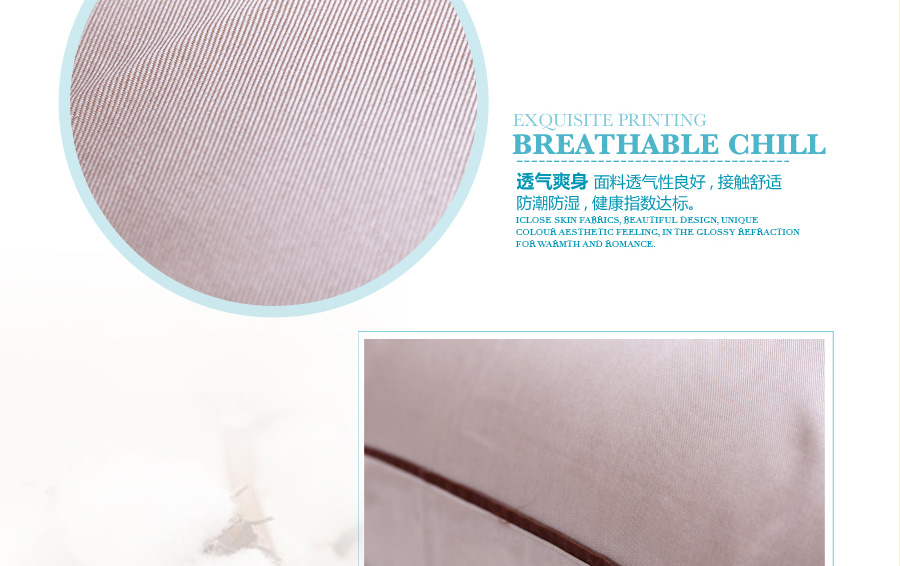 EXQUISITE PRINTING
BREATHABLE CHILL
透气爽身 面料透气性良好，接触舒适
防潮防湿，健康指数达标。
ICLOSE SKIN FABRICS, BEAUTIFUL DESIGN, UNIQUE
COLOUR AESTHETIC FEELING, IN THE GLOSSY REFRACTION
FOR WARMTH AND ROMANCE.